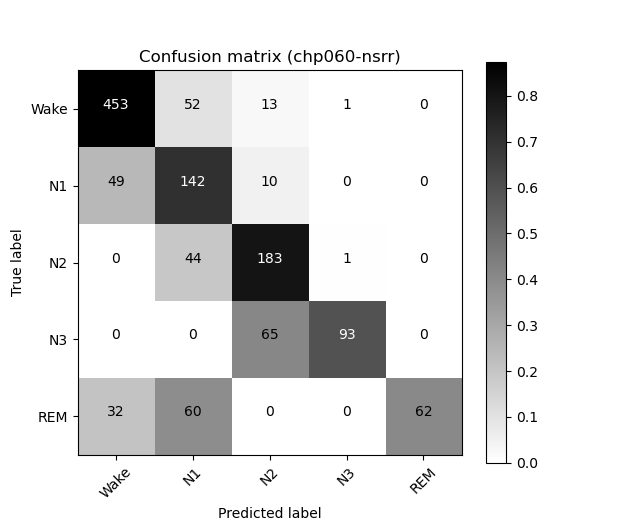 Confusion matrix (chp060-nsrr)
Wake 453 52 13 1 0
N1 49 142 10 0 0
N2 0 44 183 1 0
N3 0 0 65 93 0
REM 32 60 0 0 62
Wake N1 N2 N3 REM
True label
Predicted label
0.8
0.7
0.6
0.5
0.4
0.3
0.2
0.1
0.0